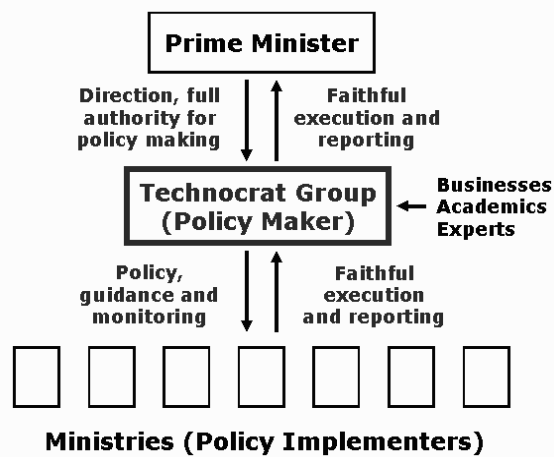 Prime Minister
Direction, full
authority for
policy making
Faithful
execution and
reporting
Technocrat Group
(Policy Maker)
Businesses
Academics
Experts
Policy,
guidance and
monitoring
Faithful
execution
and reporting
Ministries (Policy Implementers)